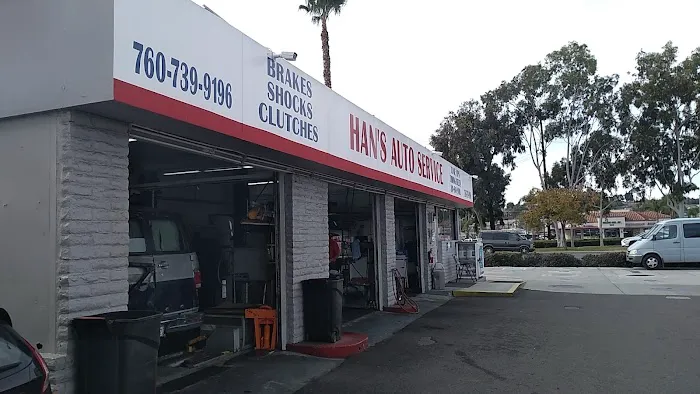 760-739-9196
BRAKES
SHOCKS
CLUTCHES
HAN'S AUTO SERVICE